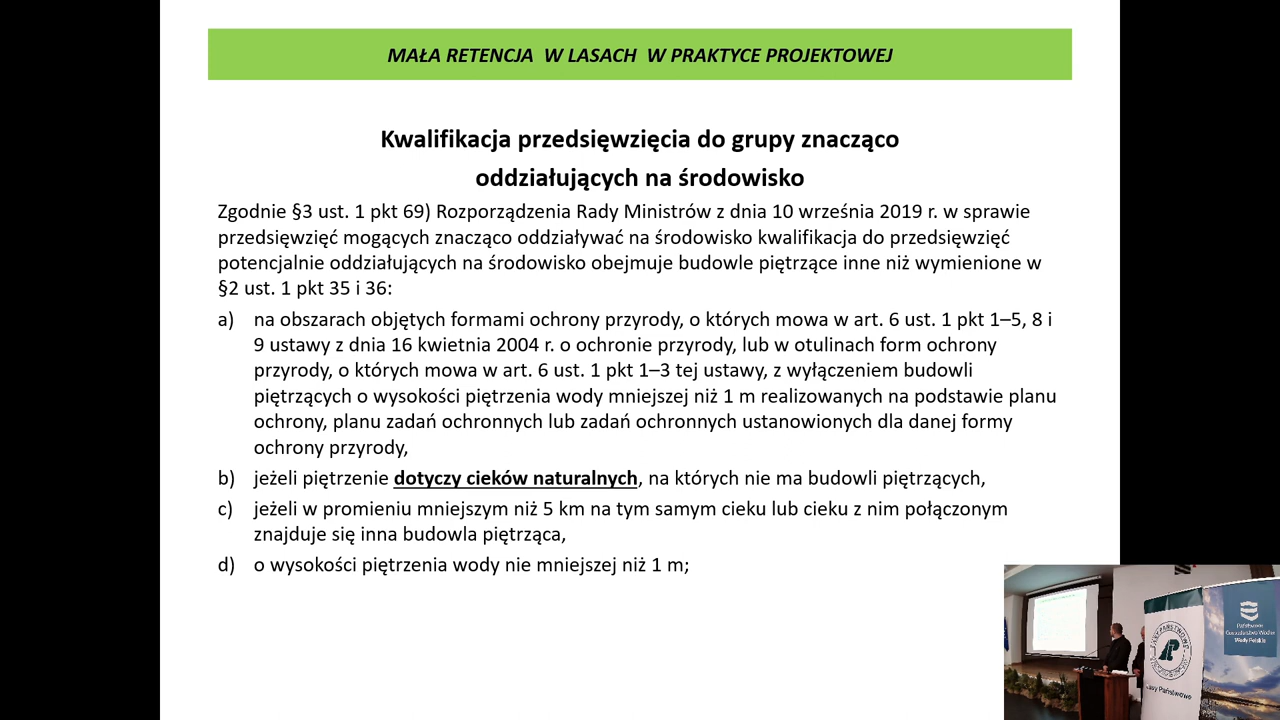 MAŁA RETENCJA W LASACH W PRAKTYCE PROJEKTOWEJ
Kwalifikacja przedsięwzięcia do grupy znacząco
oddziałujących na środowisko
Zgodnie §3 ust. 1 pkt 69) Rozporządzenia Rady Ministrów z dnia 10 września 2019 r. w sprawie
przedsięwzięć mogących znacząco oddziaływać na środowisko kwalifikacja do przedsięwzięć
potencjalnie oddziałujących na środowisko obejmuje budowle piętrzące inne niż wymienione w
§2 ust. 1 pkt 35 i 36:
a) na obszarach objętych formami ochrony przyrody, o których mowa w art. 6 ust. 1 pkt 1–5, 8 i
9 ustawy z dnia 16 kwietnia 2004 r. o ochronie przyrody, lub w otulinach form ochrony
przyrody, o których mowa w art. 6 ust. 1 pkt 1–3 tej ustawy, z wyłączeniem budowli
piętrzących o wysokości piętrzenia wody mniejszej niż 1 m realizowanych na podstawie planu
ochrony, planu zadań ochronnych lub zadań ochronnych ustanowionych dla danej formy
ochrony przyrody,
b) jeżeli piętrzenie dotyczy cieków naturalnych, na których nie ma budowli piętrzących,
c) jeżeli w promieniu mniejszym niż 5 km na tym samym cieku lub cieku z nim połączonym
znajduje się inna budowla piętrząca,
d) o wysokości piętrzenia wody nie mniejszej niż 1 m;
Państwowe
Gospodarstwo Wodne
Wody Polskie
Lasy Państwowe